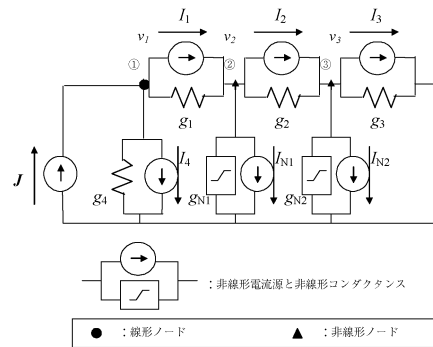 I1 I2 I3
v1 v2 v3
① ② ③
g1 g2 g3
J
g4 I4 gN1 IN1 gN2 IN2
：非線形電流源と非線形コンダクタンス
● ：線形ノード ▲ ：非線形ノード